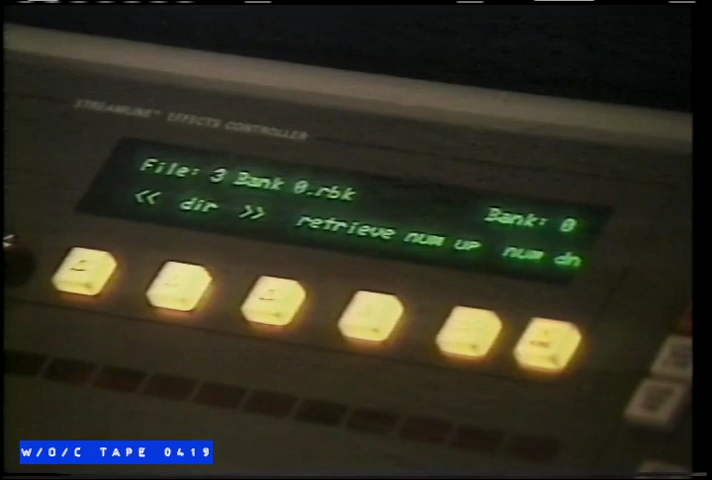 STREAMLINE™ EFFECTS CONTROLLER
File: 3 Bank 0.rbk Bank: 0
<< dir >> retrieve num up num dn
W/O/C TAPE 0419